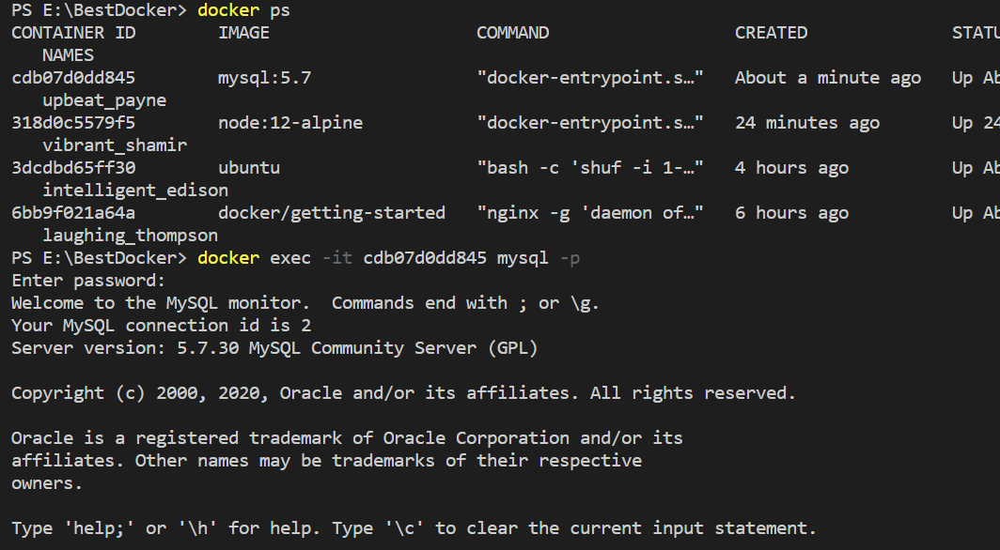 PS E:\BestDocker> docker ps
CONTAINER ID        IMAGE                    COMMAND                  CREATED              STATU
   NAMES
cdb07d0dd845        mysql:5.7                "docker-entrypoint.s…"   About a minute ago   Up Ab
   upbeat_payne
318d0c5579f5        node:12-alpine           "docker-entrypoint.s…"   24 minutes ago       Up 24
   vibrant_shamir
3dcdbd65ff30        ubuntu                   "bash -c 'shuf -i 1-…"   4 hours ago          Up Ab
   intelligent_edison
6bb9f021a64a        docker/getting-started   "nginx -g 'daemon of…"   6 hours ago          Up Ab
   laughing_thompson
PS E:\BestDocker> docker exec -it cdb07d0dd845 mysql -p
Enter password:
Welcome to the MySQL monitor.  Commands end with ; or \g.
Your MySQL connection id is 2
Server version: 5.7.30 MySQL Community Server (GPL)

Copyright (c) 2000, 2020, Oracle and/or its affiliates. All rights reserved.

Oracle is a registered trademark of Oracle Corporation and/or its
affiliates. Other names may be trademarks of their respective
owners.

Type 'help;' or '\h' for help. Type '\c' to clear the current input statement.